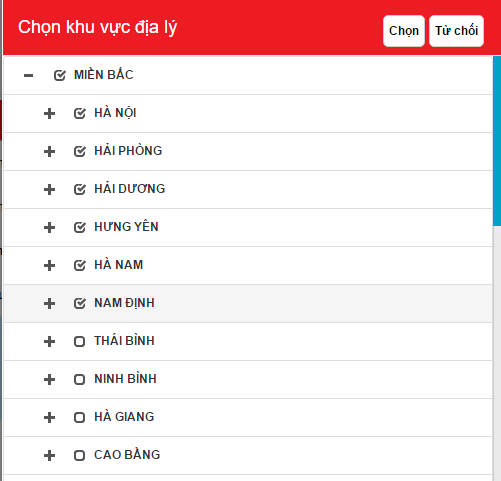 Chọn khu vực địa lý
Chọn Từ chối
MIỀN BẮC
HÀ NỘI
HẢI PHÒNG
HẢI DƯƠNG
HƯNG YÊN
HÀ NAM
NAM ĐỊNH
THÁI BÌNH
NINH BÌNH
HÀ GIANG
CAO BẰNG